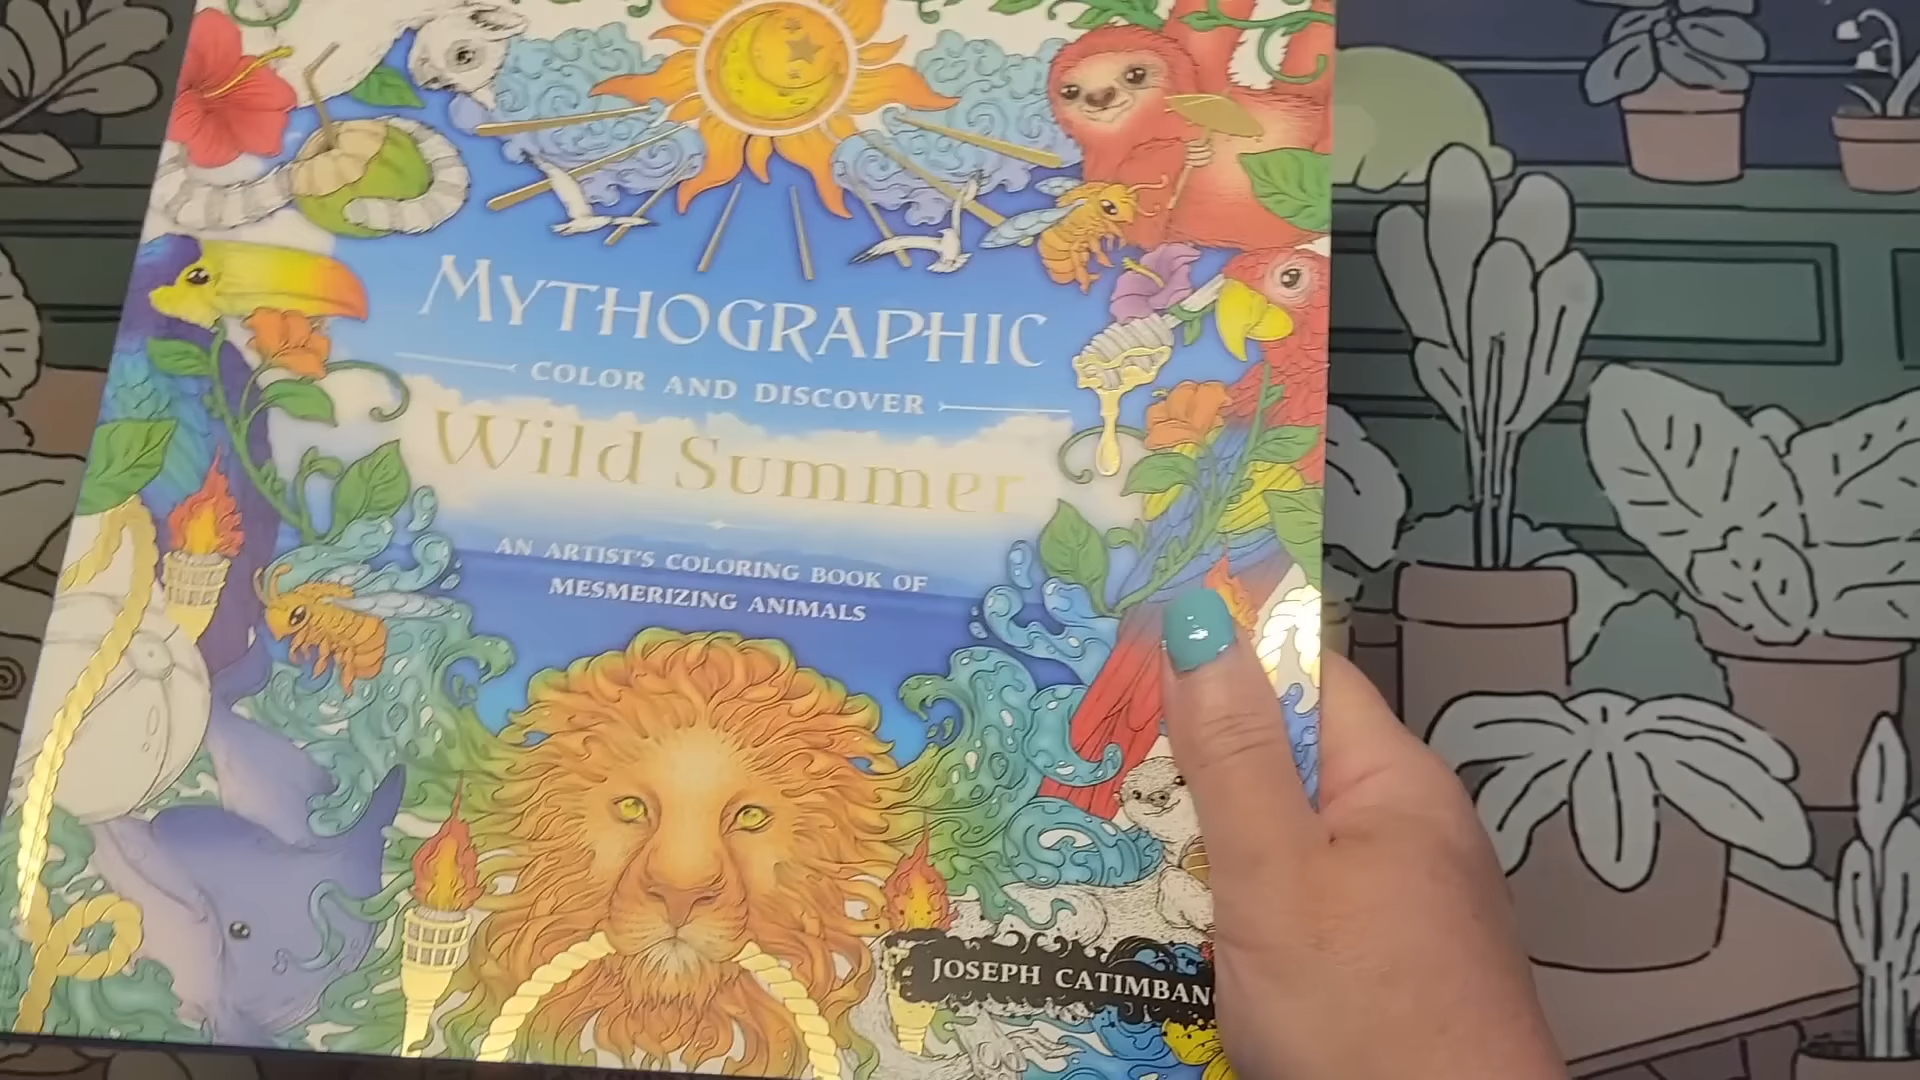 MYTHOGRAPHIC
COLOR AND DISCOVER
Wild Summer
AN ARTIST'S COLORING BOOK OF
MESMERIZING ANIMALS
JOSEPH CATIMBANG